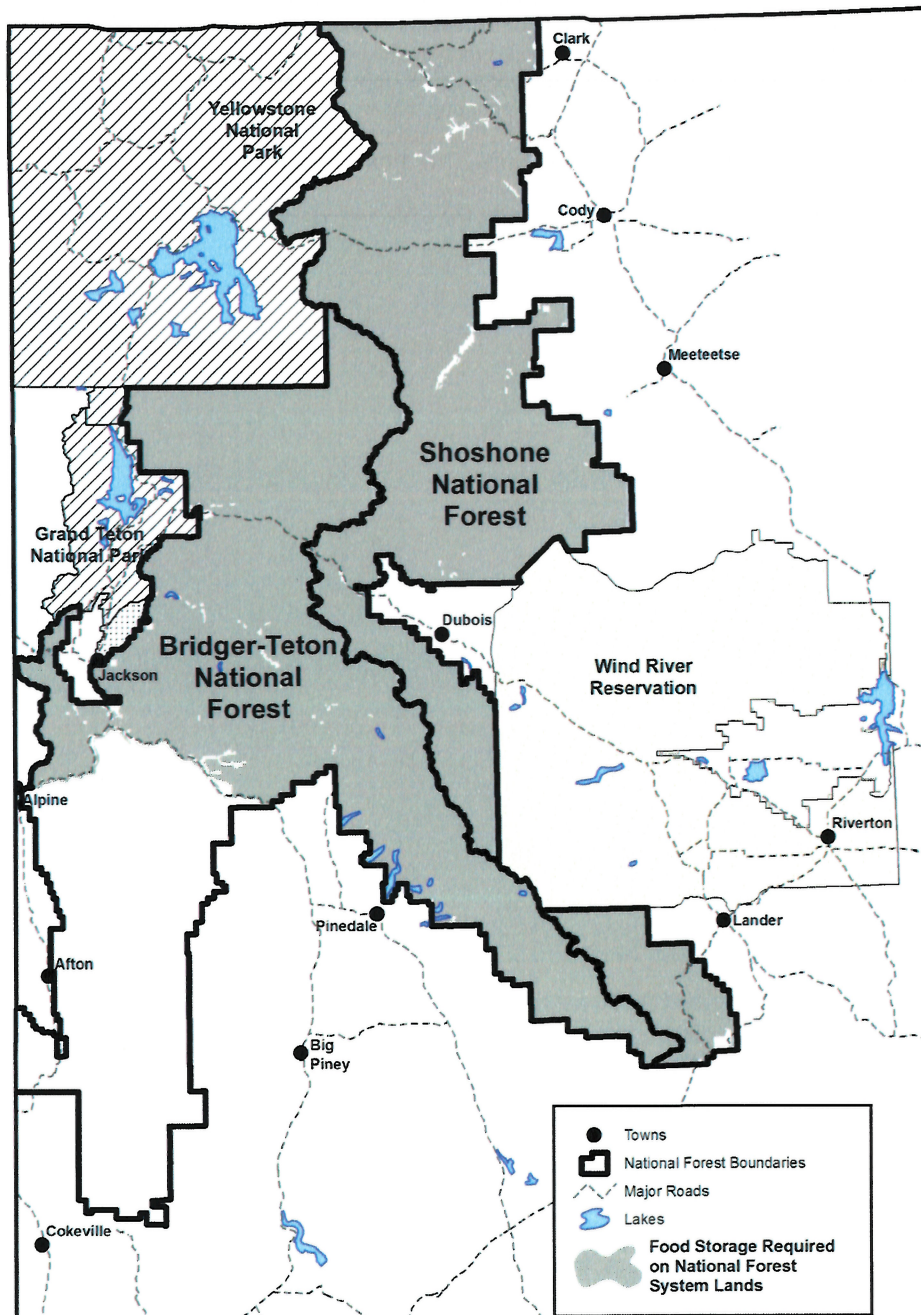 Clark
Yellowstone
National
Park
Cody
Meeteetse
Shoshone
National
Forest
Grand Teton
National Park
Dubois
Bridger-Teton
National
Forest
Wind River
Reservation
Jackson
Alpine
Riverton
Pinedale
Lander
Afton
Big
Piney
Cokeville
Towns
National Forest Boundaries
Major Roads
Lakes
Food Storage Required
on National Forest
System Lands